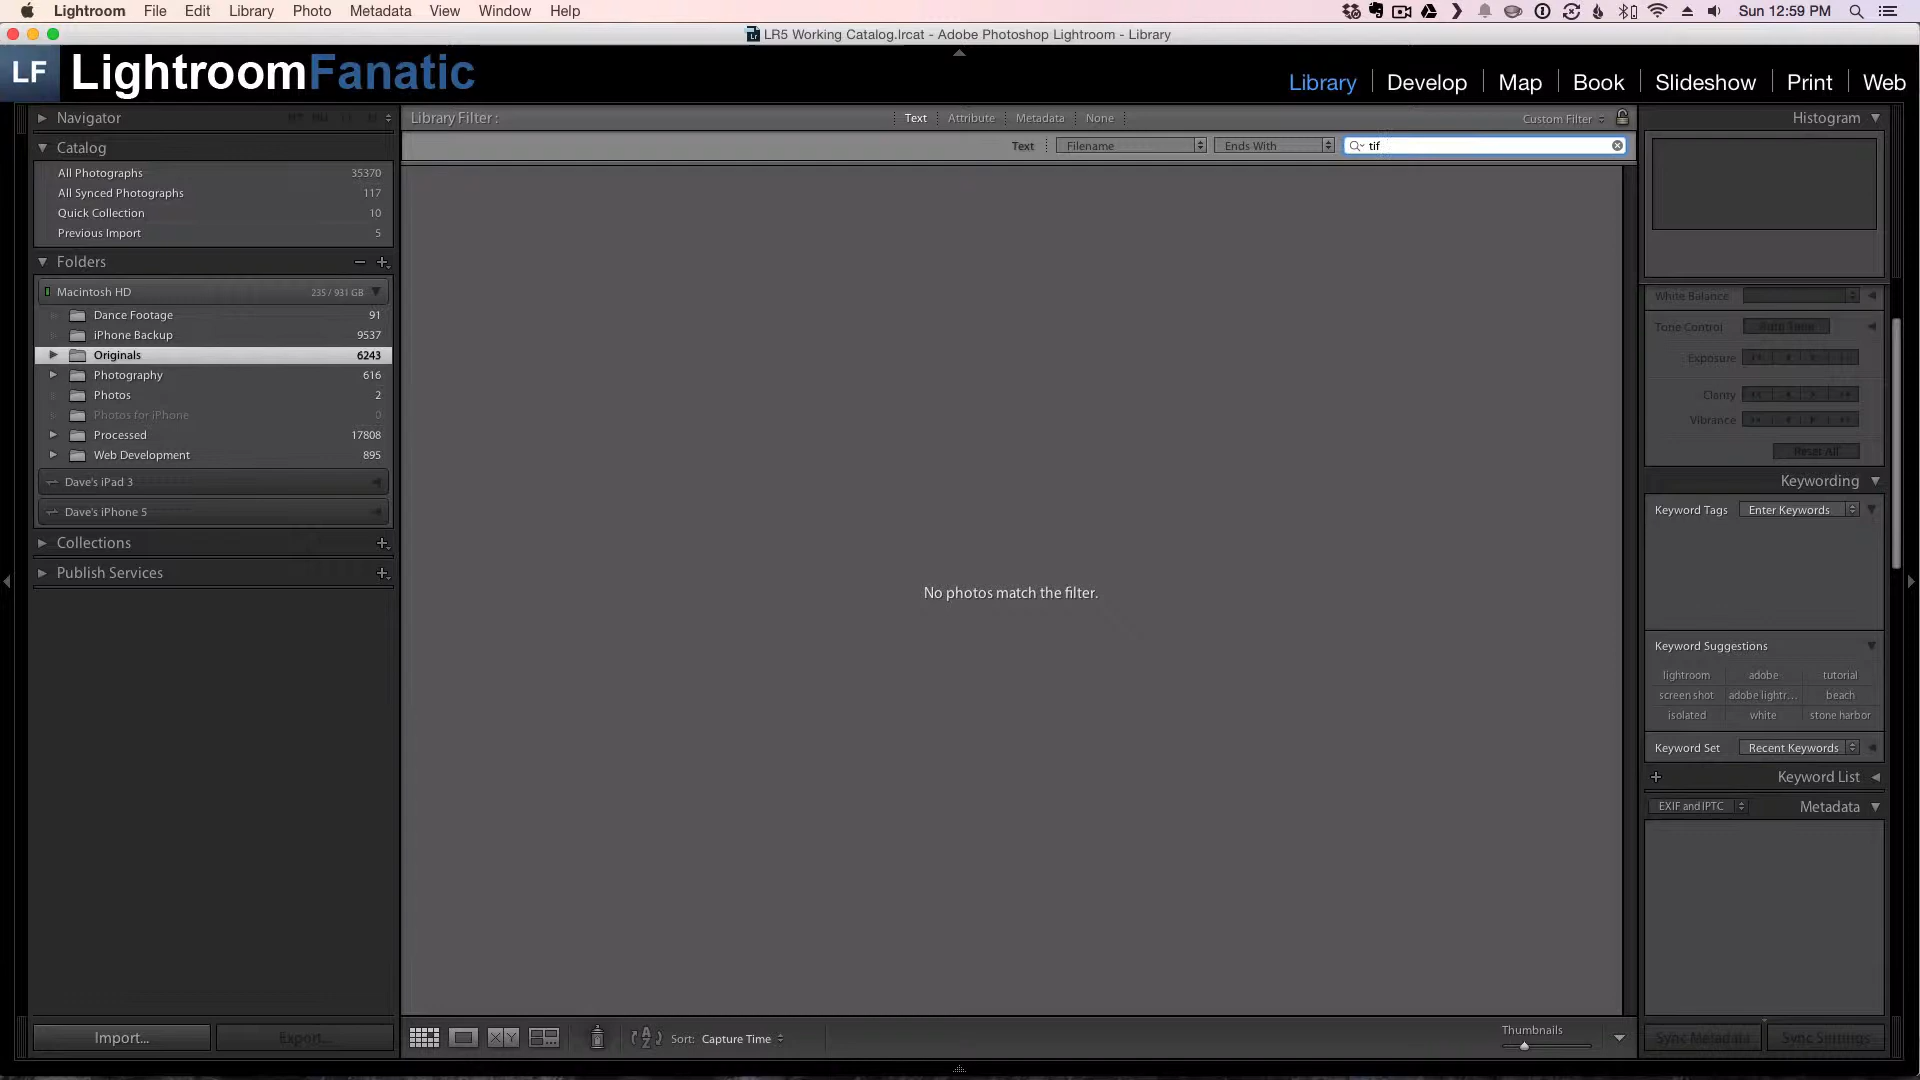 Lightroom File Edit Library Photo Metadata View Window Help Sun 12:59 PM
LR5 Working Catalog.lrcat - Adobe Photoshop Lightroom - Library
LF LightroomFanatic
Library Develop Map Book Slideshow Print Web
Navigator
Library Filter : Text Attribute Metadata None Custom Filter
Histogram
Text Filename Ends With tif
Catalog
All Photographs 35370
All Synced Photographs 117
Quick Collection 10
Previous Import 5
Folders
Macintosh HD 235 / 931 GB
Dance Footage 91
iPhone Backup 9537
Originals 6243
Photography 616
Photos 2
Photos for iPhone 0
Processed 17808
Web Development 895
Dave's iPad 3
Dave's iPhone 5
Collections
Publish Services
Import... Export...
No photos match the filter.
Sort: Capture Time
Thumbnails
White Balance
Tone Control Auto Tone
Exposure
Clarity
Vibrance
Reset All
Keywording
Keyword Tags Enter Keywords
Keyword Suggestions
lightroom adobe tutorial
screen shot adobe lightr... beach
isolated white stone harbor
Keyword Set Recent Keywords
Keyword List
EXIF and IPTC Metadata
Sync Metadata Sync Settings